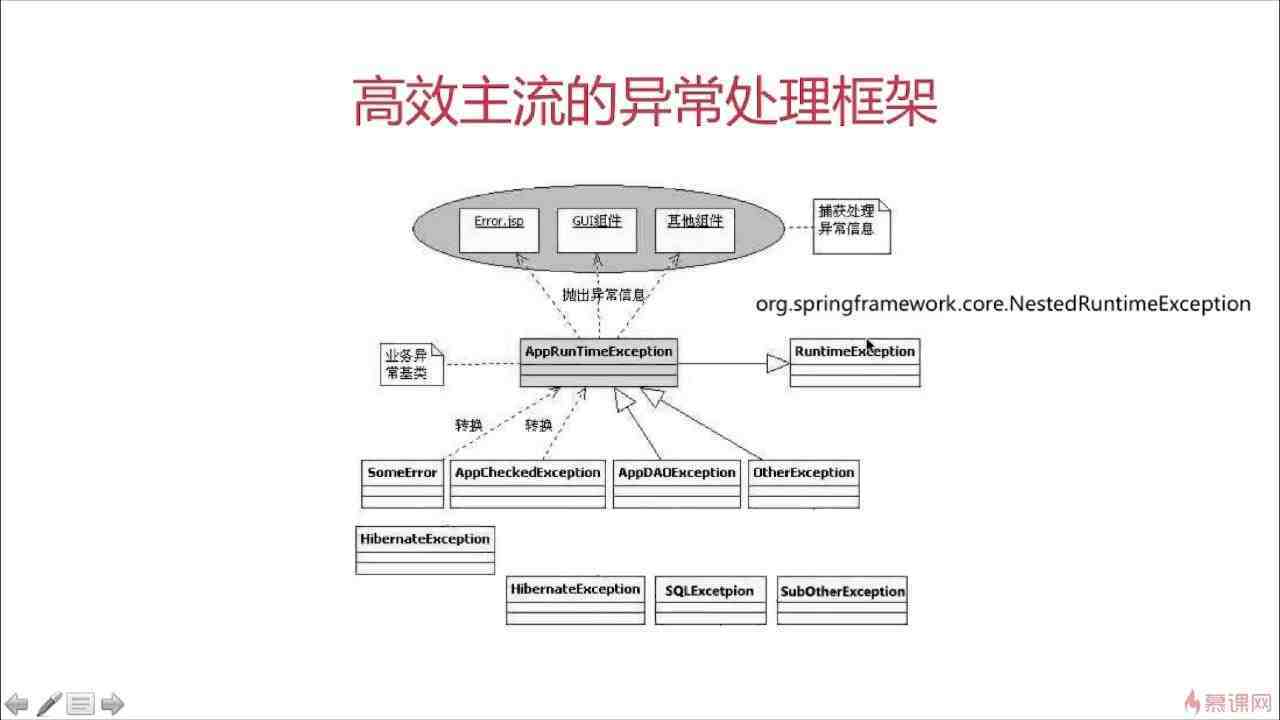 高效主流的异常处理框架
Error.jsp
GUI组件
其他组件
捕获处理
异常信息
抛出异常信息
org.springframework.core.NestedRuntimeException
业务异
常基类
AppRunTimeException
RuntimeException
转换
转换
SomeError
AppCheckedException
AppDAOException
OtherException
HibernateException
HibernateException
SQLExcetpion
SubOtherException
慕课网